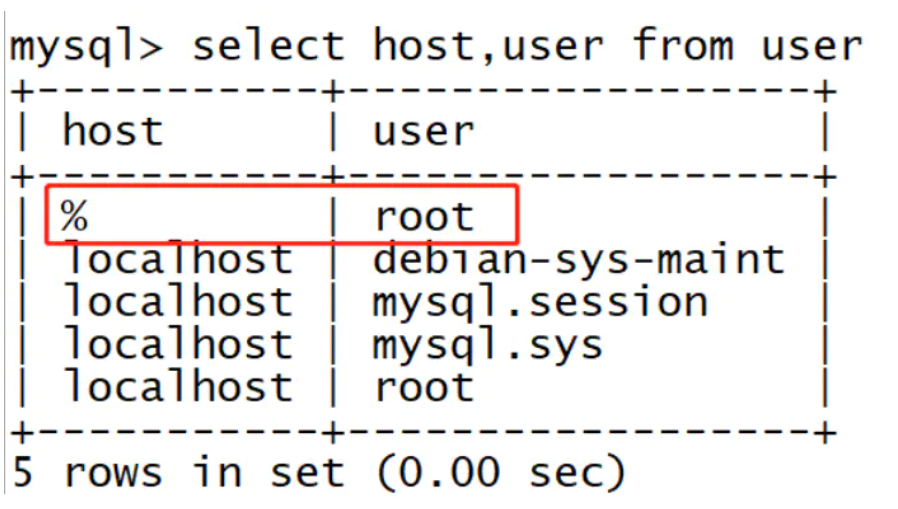 mysql> select host,user from user
+-----------+------------------+
| host      | user             |
+-----------+------------------+
| %         | root             |
| localhost | debian-sys-maint |
| localhost | mysql.session    |
| localhost | mysql.sys        |
| localhost | root             |
+-----------+------------------+
5 rows in set (0.00 sec)